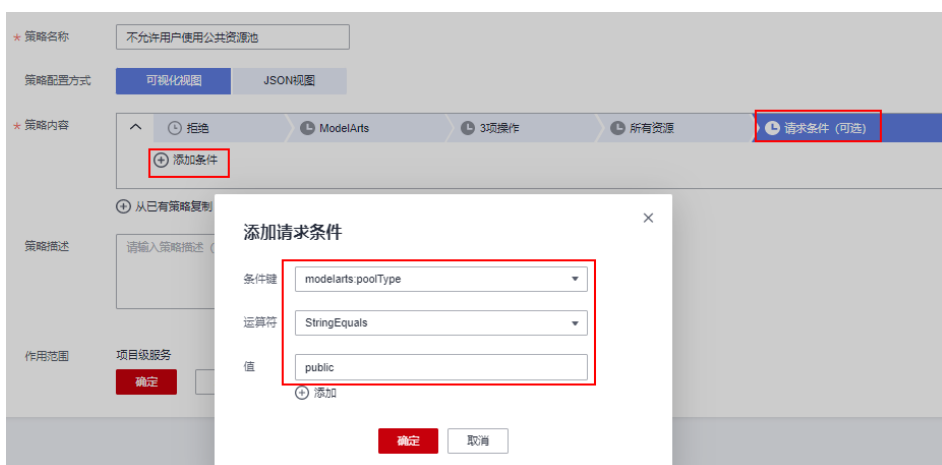 * 策略名称 不允许用户使用公共资源池
策略配置方式 可视化视图 JSON视图
* 策略内容 拒绝 ModelArts 3项操作 所有资源 请求条件 (可选)
添加条件
从已有策略复制
策略描述 请输入策略描述 (
添加请求条件
条件键 modelarts:poolType
运算符 StringEquals
值 public
添加
确定 取消
作用范围 项目级服务
确定